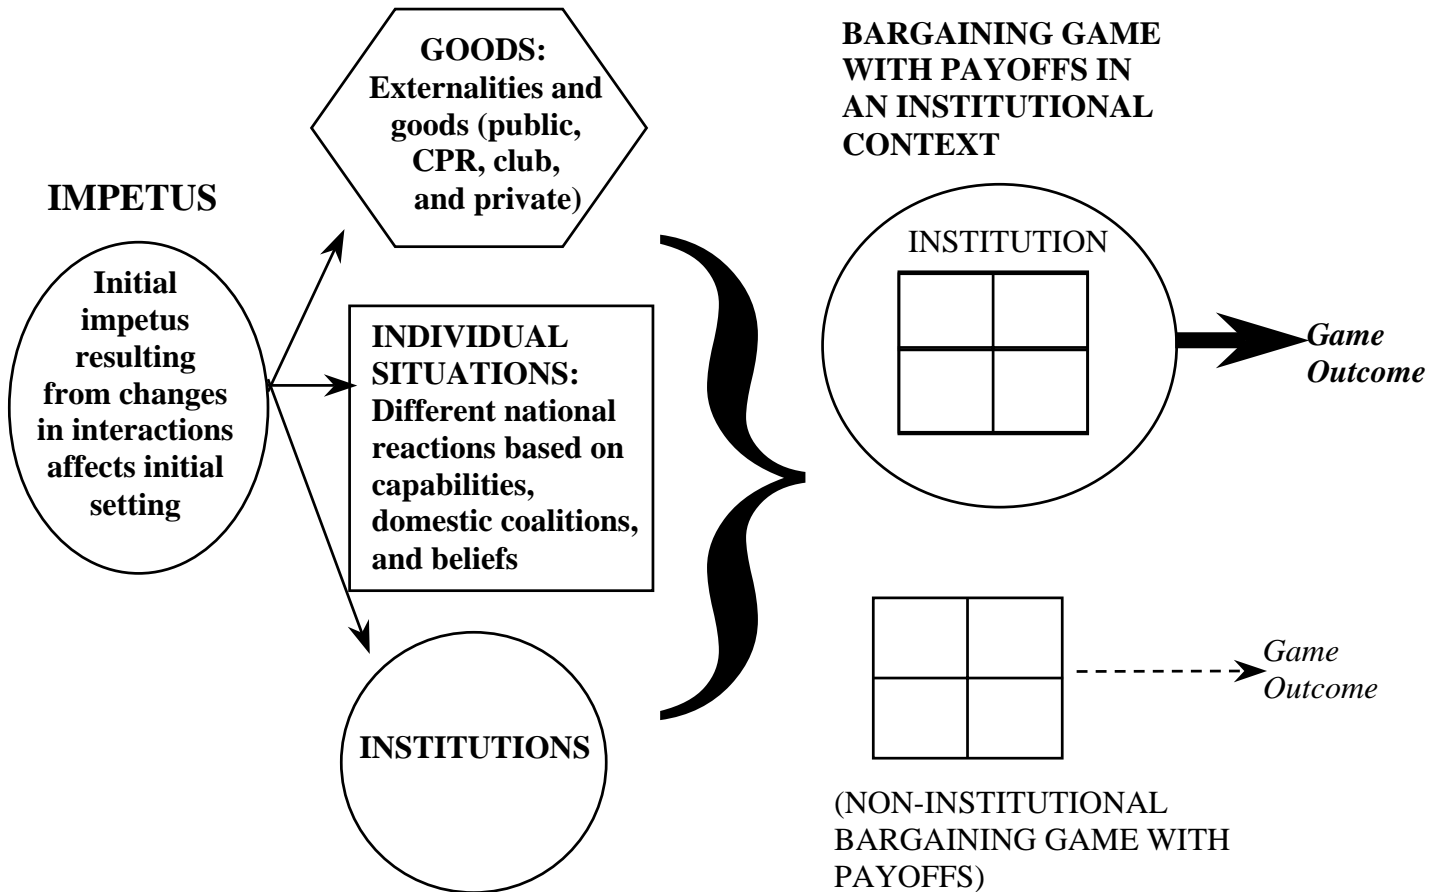 IMPETUS
Initial
impetus
resulting
from changes
in interactions
affects initial
setting
GOODS:
Externalities and
goods (public,
CPR, club,
and private)
INDIVIDUAL
SITUATIONS:
Different national
reactions based on
capabilities,
domestic coalitions,
and beliefs
INSTITUTIONS
BARGAINING GAME
WITH PAYOFFS IN
AN INSTITUTIONAL
CONTEXT
INSTITUTION
Game
Outcome
Game
Outcome
(NON-INSTITUTIONAL
BARGAINING GAME WITH
PAYOFFS)